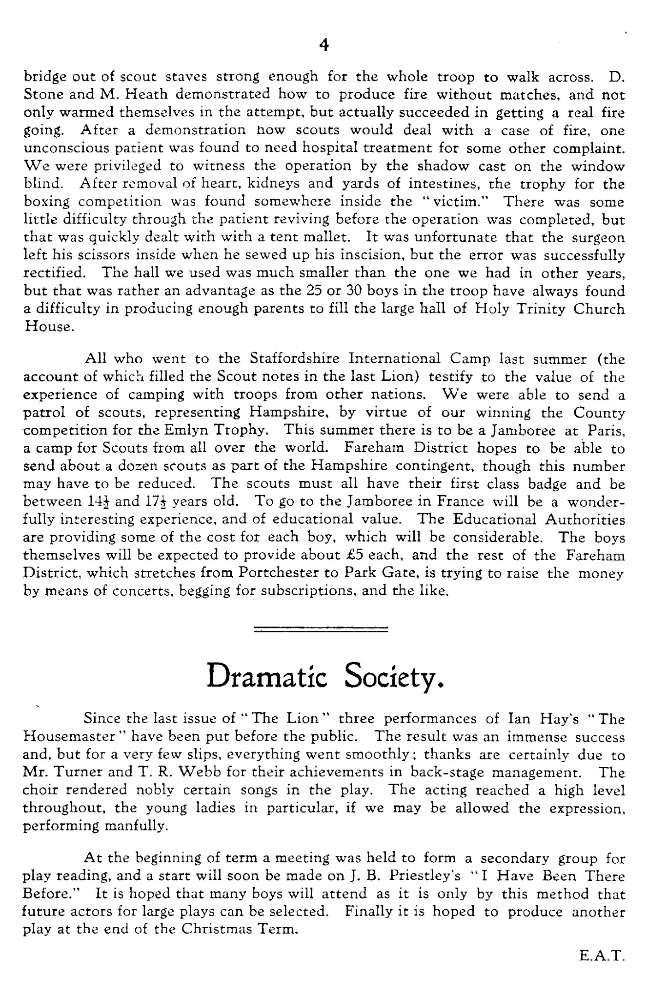 4
bridge out of scout staves strong enough for the whole troop to walk across. D.
Stone and M. Heath demonstrated how to produce fire without matches, and not
only warmed themselves in the attempt, but actually succeeded in getting a real fire
going. After a demonstration how scouts would deal with a case of fire, one
unconscious patient was found to need hospital treatment for some other complaint.
We were privileged to witness the operation by the shadow cast on the window
blind. After removal of heart, kidneys and yards of intestines, the trophy for the
boxing competition was found somewhere inside the "victim." There was some
little difficulty through the patient reviving before the operation was completed, but
that was quickly dealt with with a tent mallet. It was unfortunate that the surgeon
left his scissors inside when he sewed up his inscision, but the error was successfully
rectified. The hall we used was much smaller than the one we had in other years,
but that was rather an advantage as the 25 or 30 boys in the troop have always found
a difficulty in producing enough parents to fill the large hall of Holy Trinity Church
House.
All who went to the Staffordshire International Camp last summer (the
account of which filled the Scout notes in the last Lion) testify to the value of the
experience of camping with troops from other nations. We were able to send a
patrol of scouts, representing Hampshire, by virtue of our winning the County
competition for the Emlyn Trophy. This summer there is to be a Jamboree at Paris,
a camp for Scouts from all over the world. Fareham District hopes to be able to
send about a dozen scouts as part of the Hampshire contingent, though this number
may have to be reduced. The scouts must all have their first class badge and be
between 14½ and 17½ years old. To go to the Jamboree in France will be a wonder-
fully interesting experience, and of educational value. The Educational Authorities
are providing some of the cost for each boy, which will be considerable. The boys
themselves will be expected to provide about £5 each, and the rest of the Fareham
District, which stretches from Portchester to Park Gate, is trying to raise the money
by means of concerts, begging for subscriptions, and the like.
Dramatic Society.
Since the last issue of "The Lion" three performances of Ian Hay's "The
Housemaster" have been put before the public. The result was an immense success
and, but for a very few slips, everything went smoothly; thanks are certainly due to
Mr. Turner and T. R. Webb for their achievements in back-stage management. The
choir rendered nobly certain songs in the play. The acting reached a high level
throughout, the young ladies in particular, if we may be allowed the expression,
performing manfully.
At the beginning of term a meeting was held to form a secondary group for
play reading, and a start will soon be made on J. B. Priestley's "I Have Been There
Before." It is hoped that many boys will attend as it is only by this method that
future actors for large plays can be selected. Finally it is hoped to produce another
play at the end of the Christmas Term.
E.A.T.